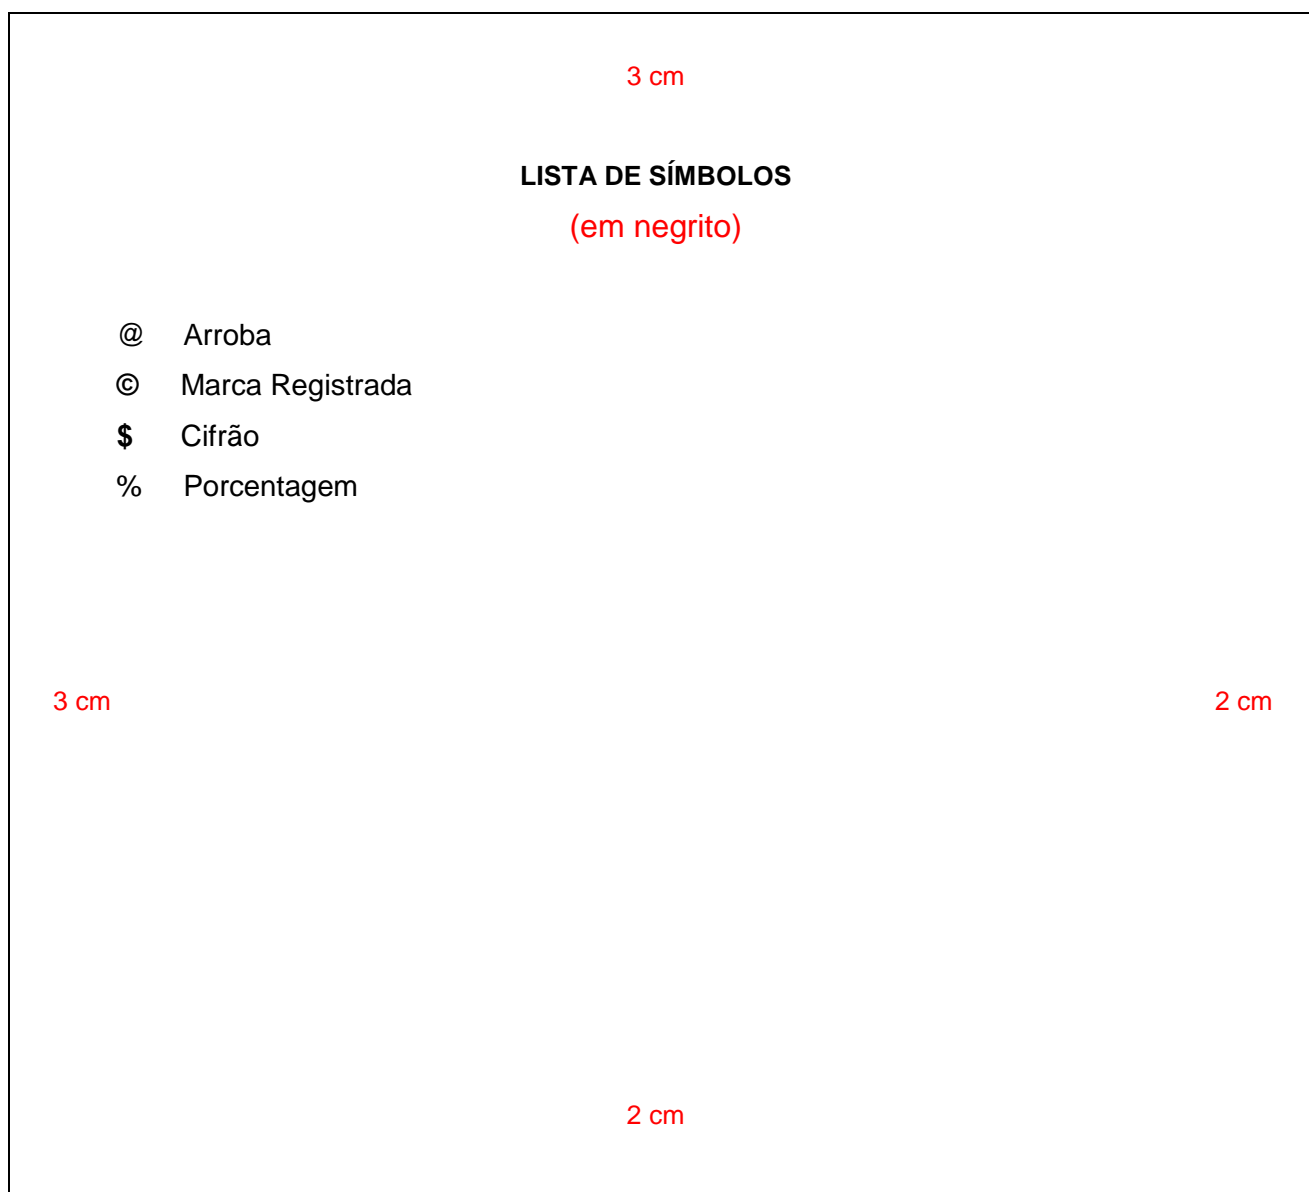 3 cm
LISTA DE SÍMBOLOS
(em negrito)
@ Arroba
© Marca Registrada
$ Cifrão
% Porcentagem
3 cm 2 cm
2 cm